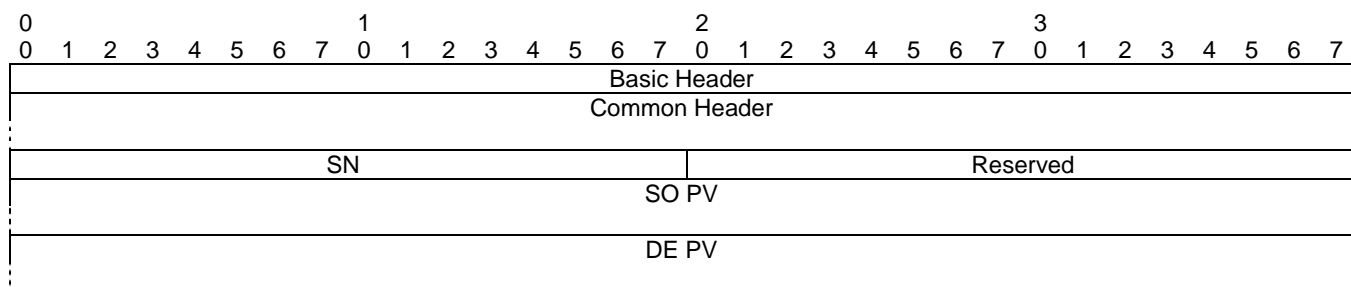 0 1 2 3
0 1 2 3 4 5 6 7 0 1 2 3 4 5 6 7 0 1 2 3 4 5 6 7 0 1 2 3 4 5 6 7
Basic Header
Common Header
SN Reserved
SO PV
DE PV